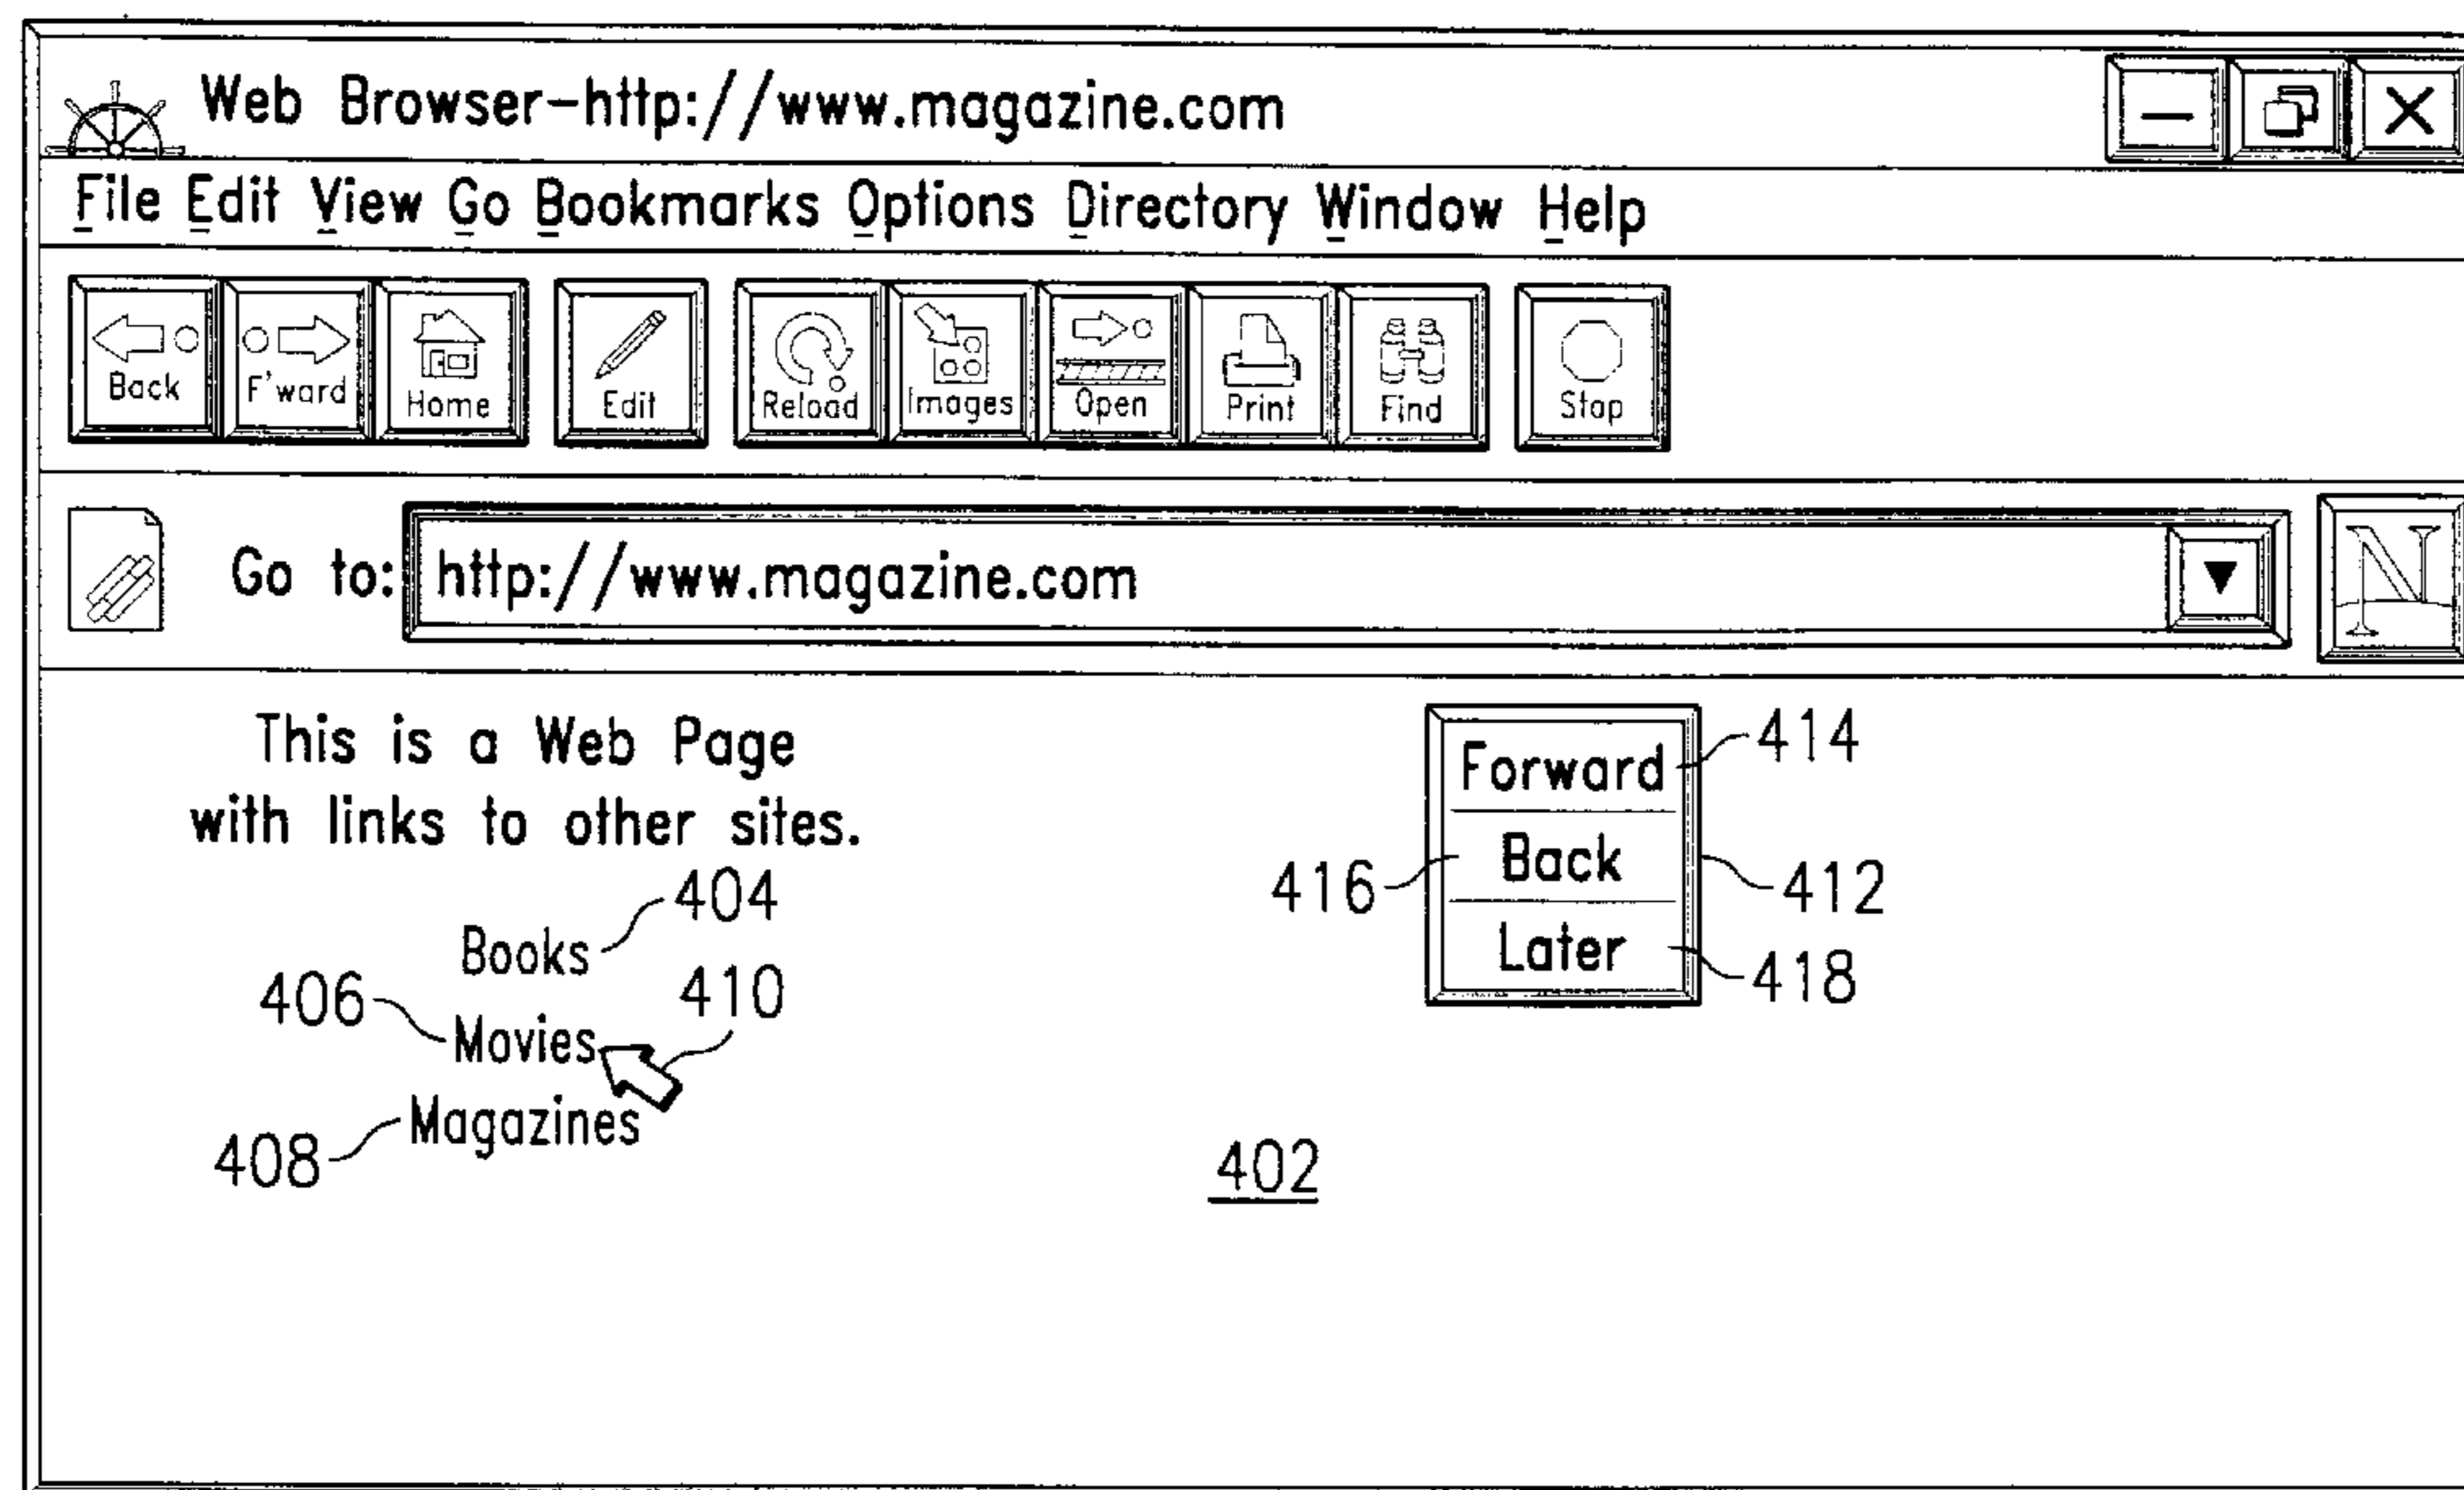 Web Browser-http://www.magazine.com
File Edit View Go Bookmarks Options Directory Window Help
Back F'ward Home Edit Reload Images Open Print Find Stop
Go to: http://www.magazine.com
N
This is a Web Page
with links to other sites.
Books 404
406 Movies 410
408 Magazines
Forward 414
416 Back 412
Later 418
402